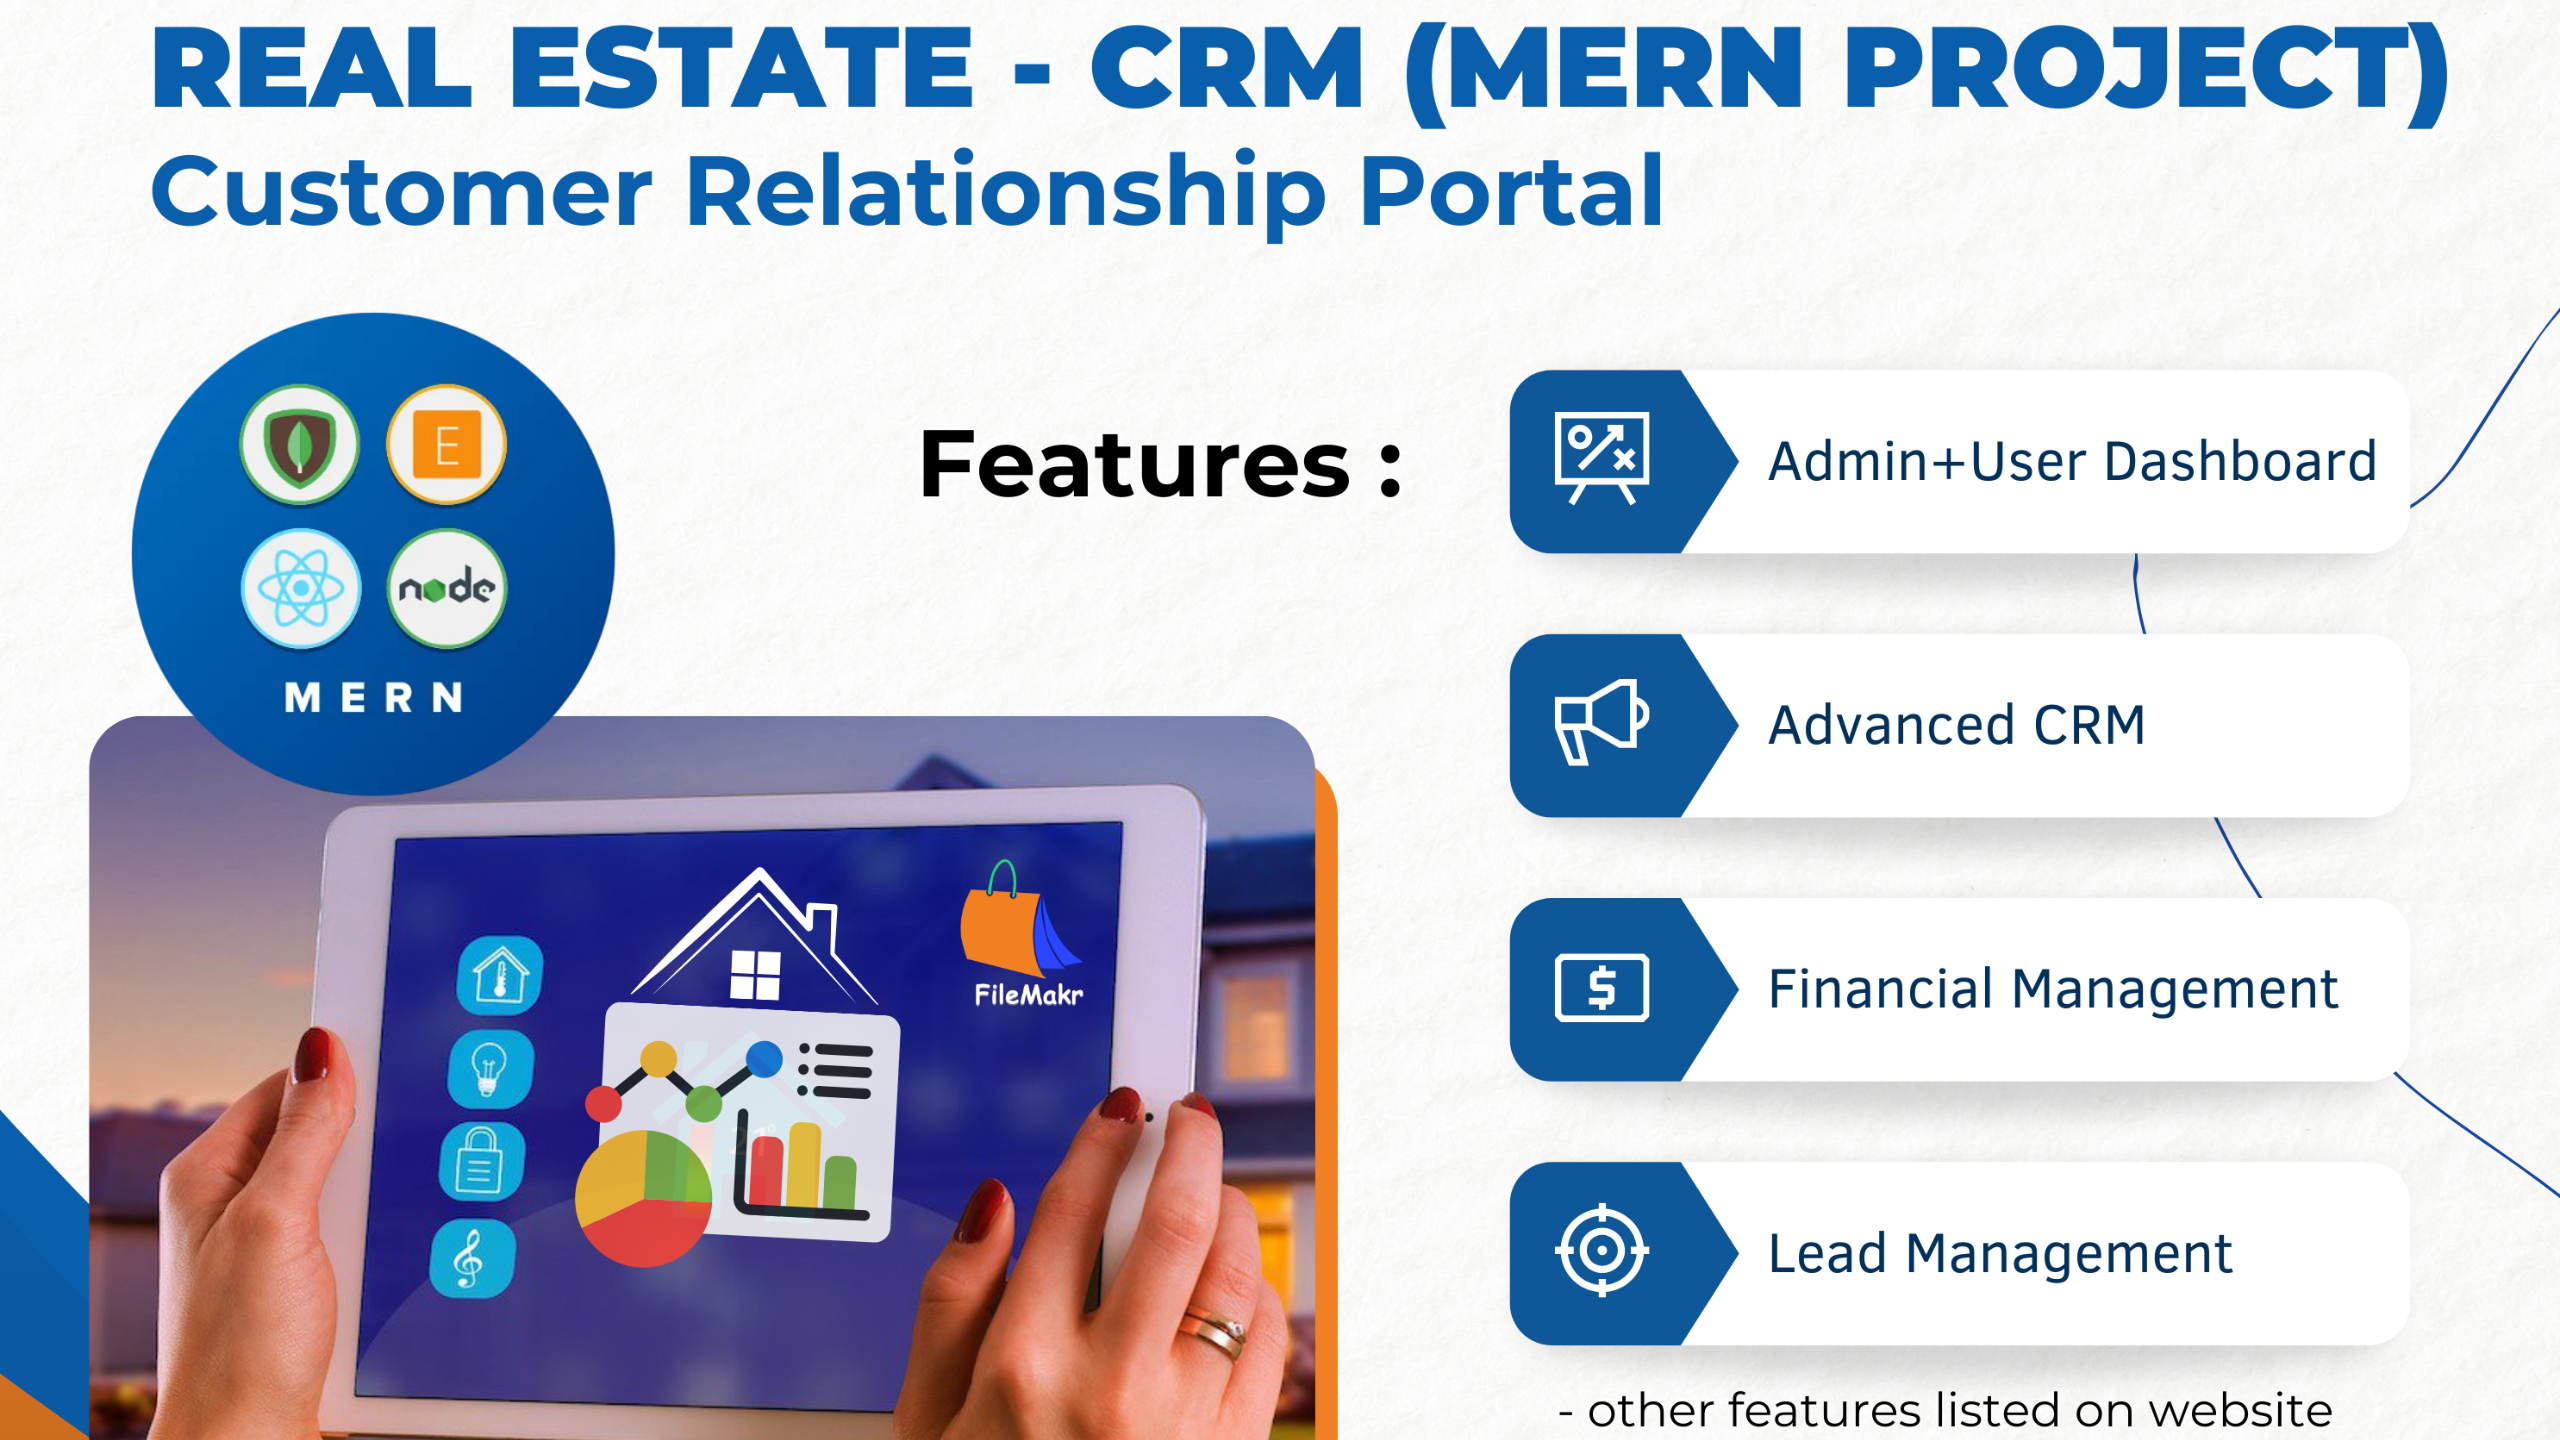 REAL ESTATE - CRM (MERN PROJECT)
Customer Relationship Portal
E
node
MERN
Features :
Admin+User Dashboard
Advanced CRM
Financial Management
Lead Management
- other features listed on website
FileMakr